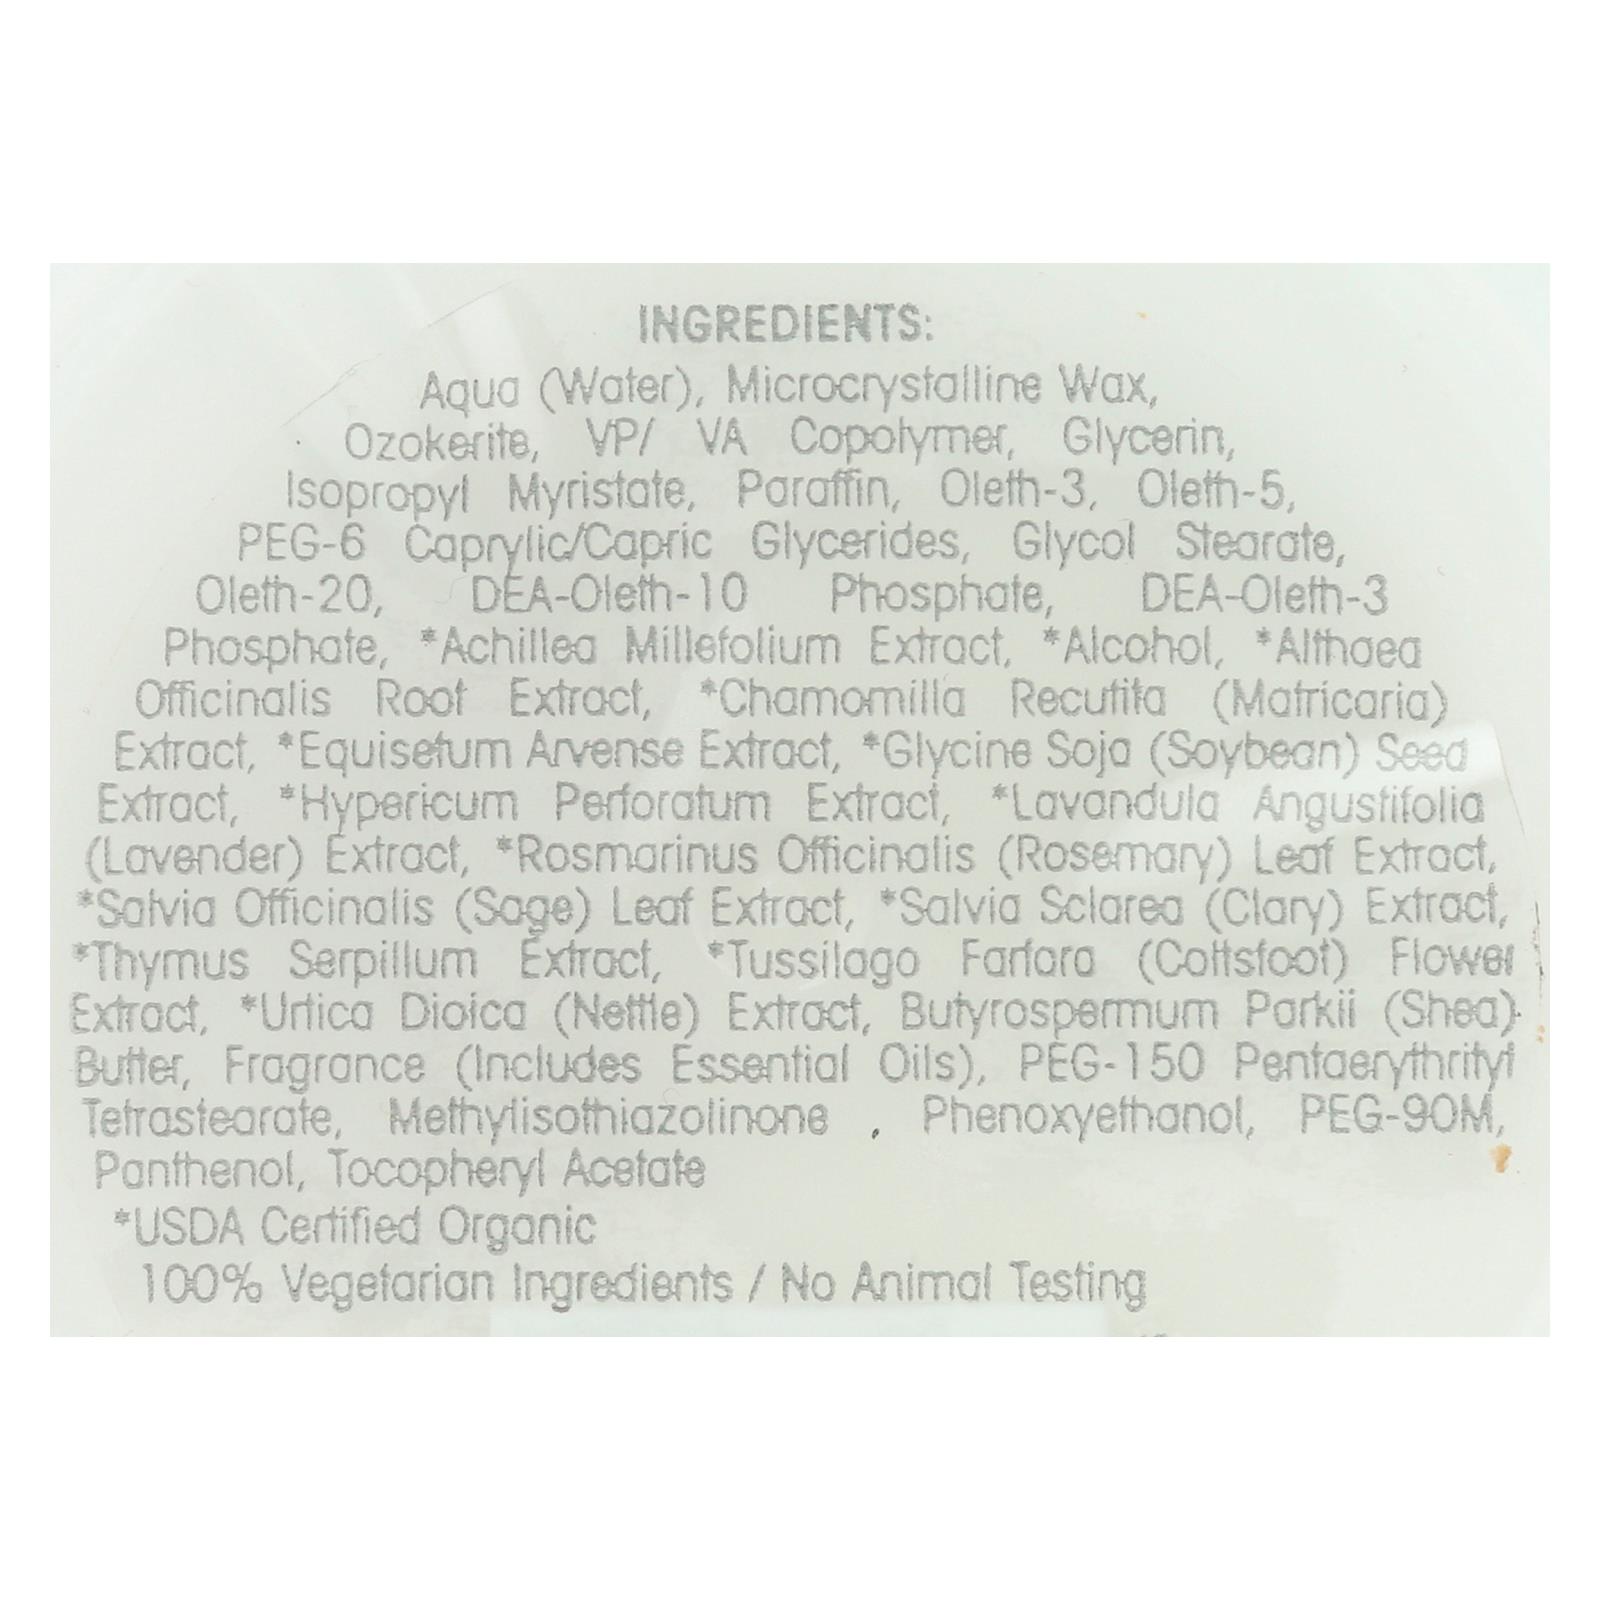 INGREDIENTS:
Aqua (Water), Microcrystalline Wax,
Ozokerite, VP/ VA Copolymer, Glycerin,
Isopropyl Myristate, Paraffin, Oleth-3, Oleth-5,
PEG-6 Caprylic/Capric Glycerides, Glycol Stearate,
Oleth-20, DEA-Oleth-10 Phosphate, DEA-Oleth-3
Phosphate, *Achillea Millefolium Extract, *Alcohol, *Althaea
Officinalis Root Extract, *Chamomilla Recutita (Matricaria)
Extract, *Equisetum Arvense Extract, *Glycine Soja (Soybean) Seed
Extract, *Hypericum Perforatum Extract, *Lavandula Angustifolia
(Lavender) Extract, *Rosmarinus Officinalis (Rosemary) Leaf Extract,
*Salvia Officinalis (Sage) Leaf Extract, *Salvia Sclarea (Clary) Extract,
*Thymus Serpillum Extract, *Tussilago Farfara (Coltsfoot) Flower
Extract, *Urtica Dioica (Nettle) Extract, Butyrospermum Parkii (Shea)
Butter, Fragrance (Includes Essential Oils), PEG-150 Pentaerythrityl
Tetrastearate, Methylisothiazolinone , Phenoxyethanol, PEG-90M,
Panthenol, Tocopheryl Acetate
*USDA Certified Organic
100% Vegetarian Ingredients / No Animal Testing